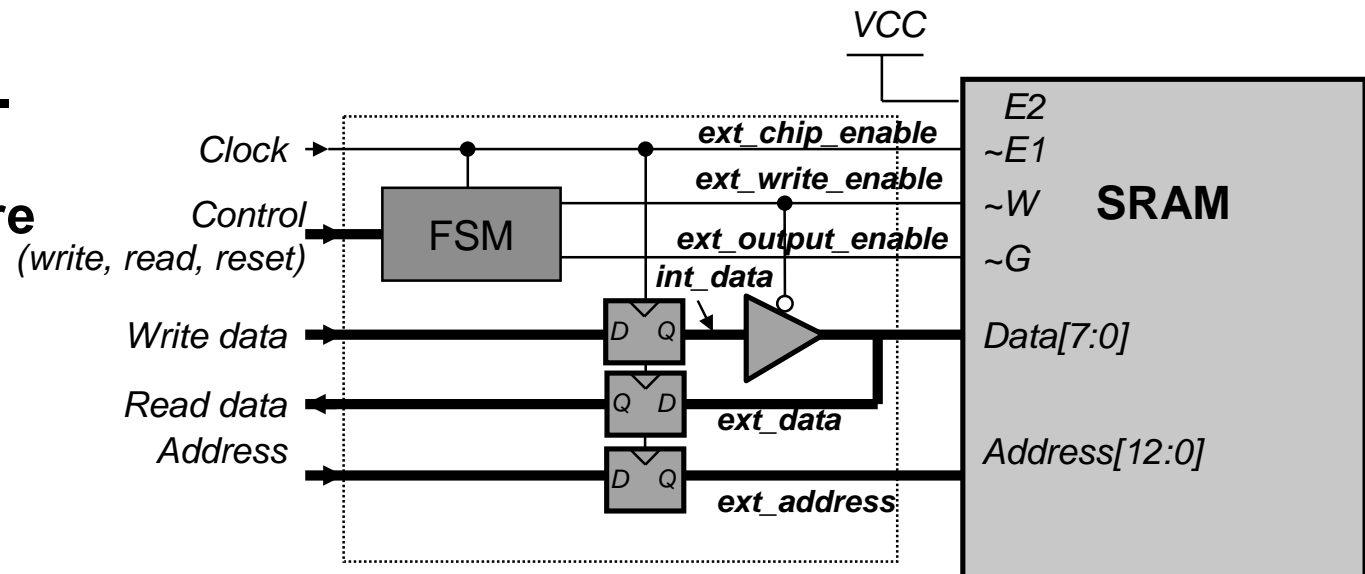 VCC
E2
Clock
ext_chip_enable
~E1
ext_write_enable
re
Control
(write, read, reset)
FSM
~W
SRAM
ext_output_enable
~G
int_data
Write data
D Q
Data[7:0]
Read data
Q D
ext_data
Address
Address[12:0]
D Q
ext_address